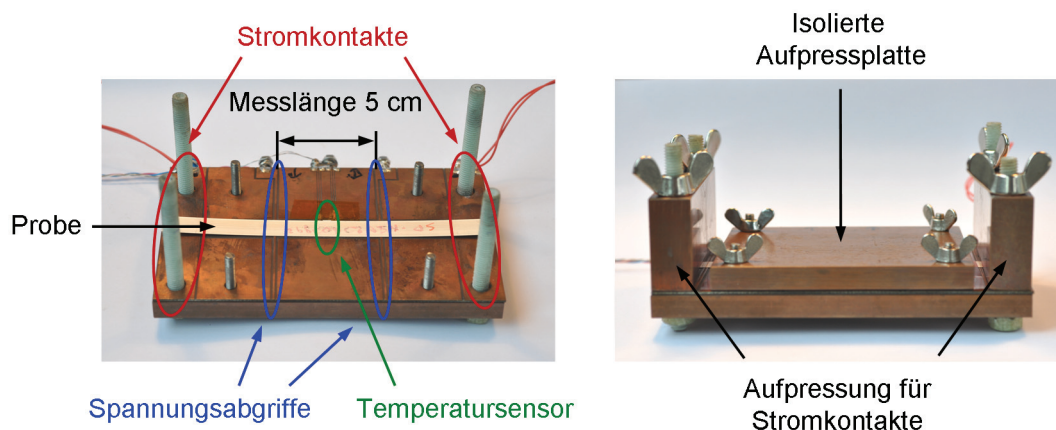 Stromkontakte
Messlänge 5 cm
Probe
Spannungsabgriffe
Temperatursensor
Isolierte
Aufpressplatte
Aufpressung für
Stromkontakte